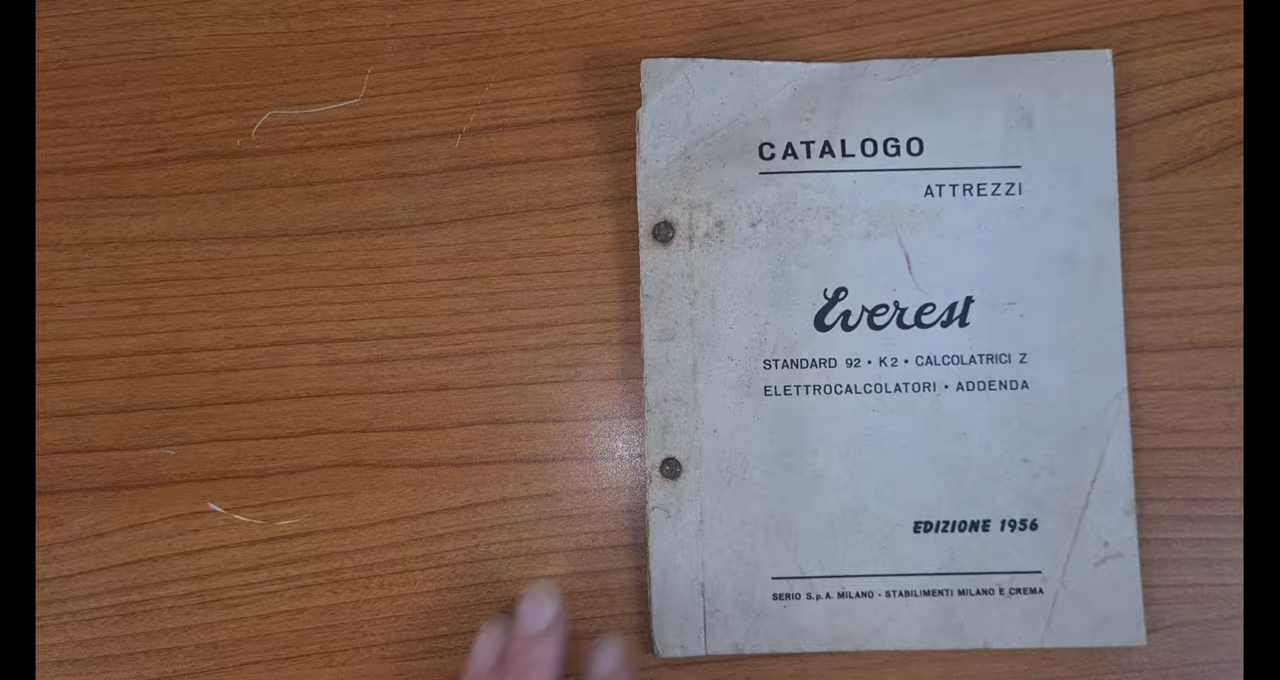 CATALOGO
ATTREZZI
Everest
STANDARD 92 • K2 • CALCOLATRICI Z
ELETTROCALCOLATORI • ADDENDA
EDIZIONE 1956
SERIO S.p.A. MILANO - STABILIMENTI MILANO E CREMA